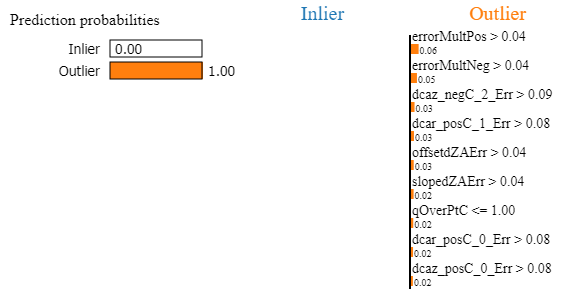 Prediction probabilities
Inlier 0.00
Outlier 1.00
Inlier Outlier
errorMultPos > 0.04
0.06
errorMultNeg > 0.04
0.05
dcaz_negC_2_Err > 0.09
0.03
dcar_posC_1_Err > 0.08
0.03
offsetdZAErr > 0.04
0.03
slopedZAErr > 0.04
0.02
qOverPtC <= 1.00
0.02
dcar_posC_0_Err > 0.08
0.02
dcaz_posC_0_Err > 0.08
0.02